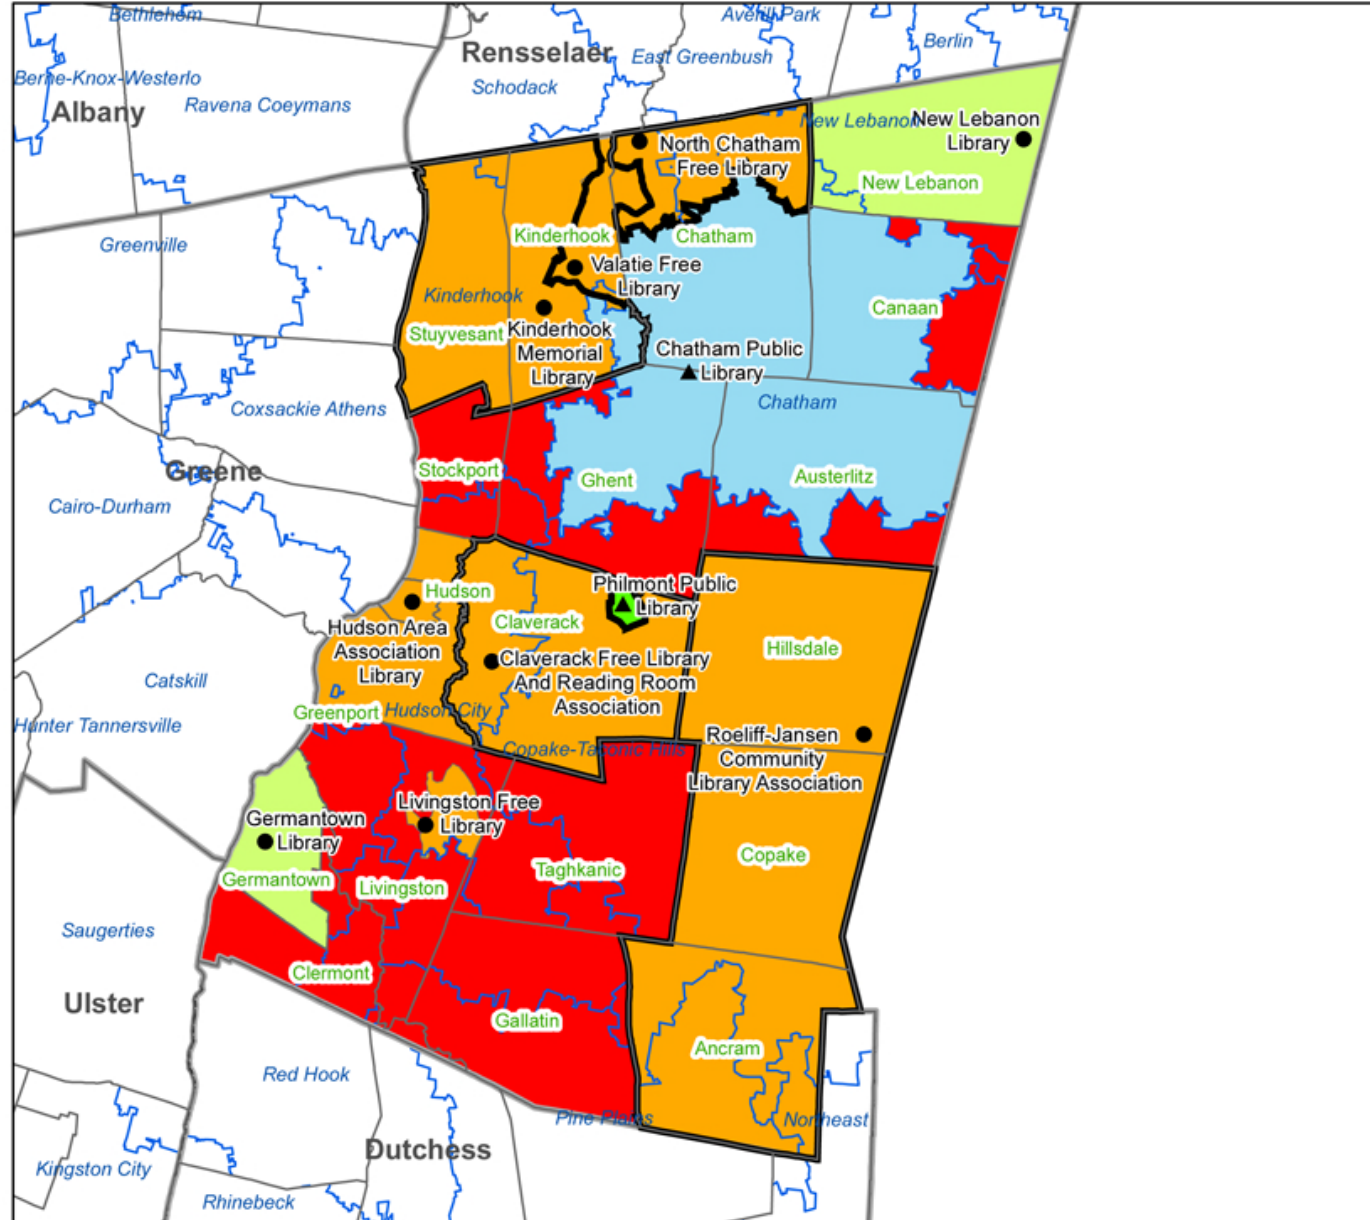 Bethlehem
Averill Park
Berlin
Rensselaer
East Greenbush
Berne-Knox-Westerlo
Schodack
Albany
Ravena Coeymans
New Lebanon
New Lebanon
Library
North Chatham
Free Library
New Lebanon
Greenville
Kinderhook
Chatham
Valatie Free
Library
Kinderhook
Canaan
Stuyvesant
Kinderhook
Memorial
Library
Chatham Public
Library
Coxsackie Athens
Chatham
Greene
Stockport
Ghent
Austerlitz
Cairo-Durham
Hudson
Philmont Public
Library
Claverack
Hudson Area
Association
Library
Hillsdale
Claverack Free Library
And Reading Room
Association
Catskill
Greenport
Hudson City
Hunter Tannersville
Copake-Taconic Hills
Roeliff-Jansen
Community
Library Association
Livingston Free
Library
Germantown
Library
Copake
Germantown
Livingston
Taghkanic
Saugerties
Clermont
Ulster
Gallatin
Ancram
Red Hook
Pine Plains
Northeast
Dutchess
Kingston City
Rhinebeck